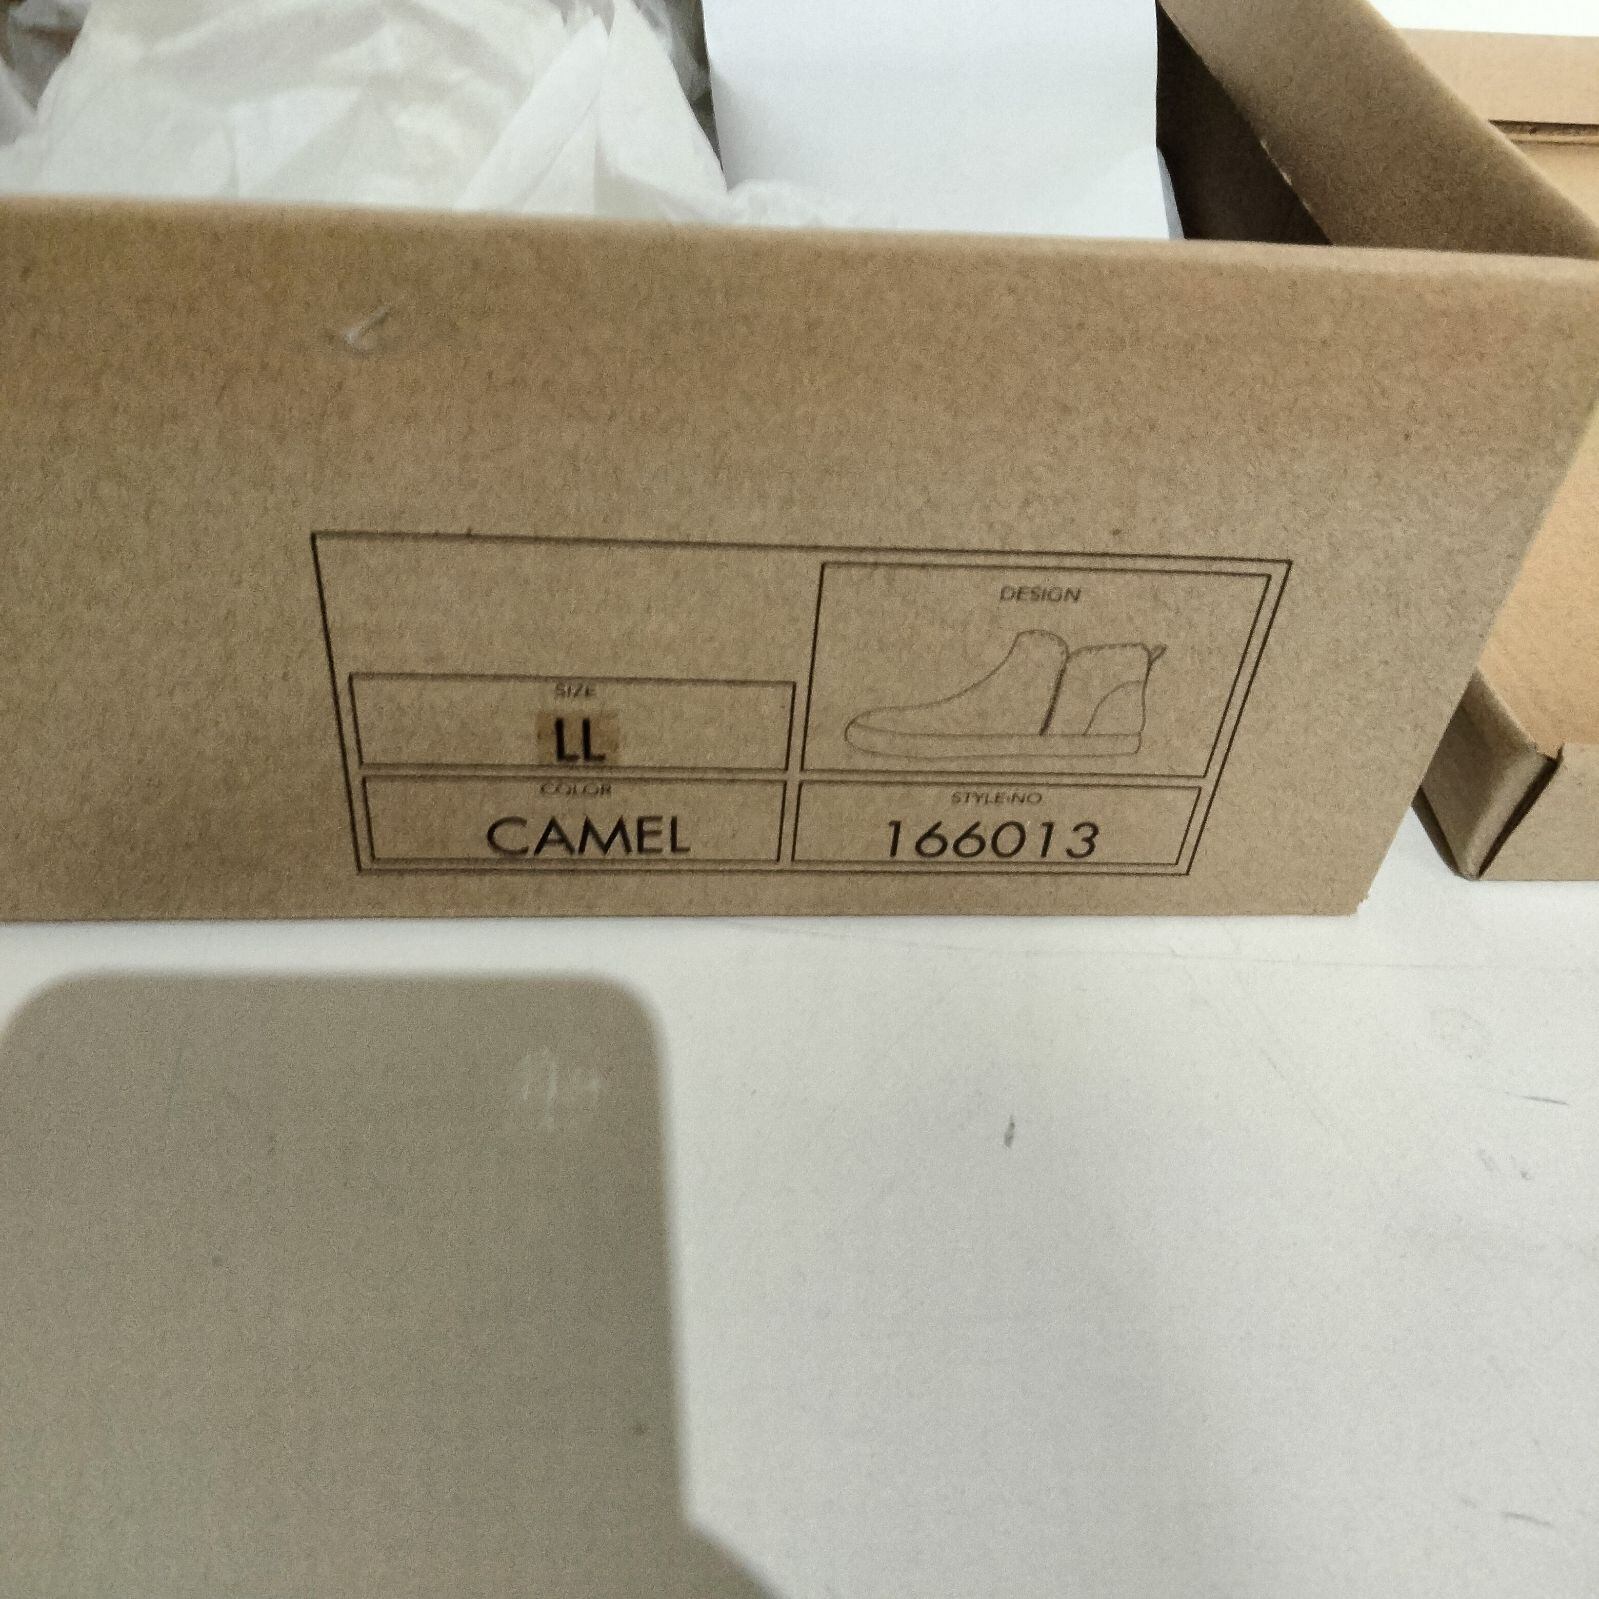 DESIGN
SIZE
LL
COLOR
CAMEL
STYLE.NO
166013